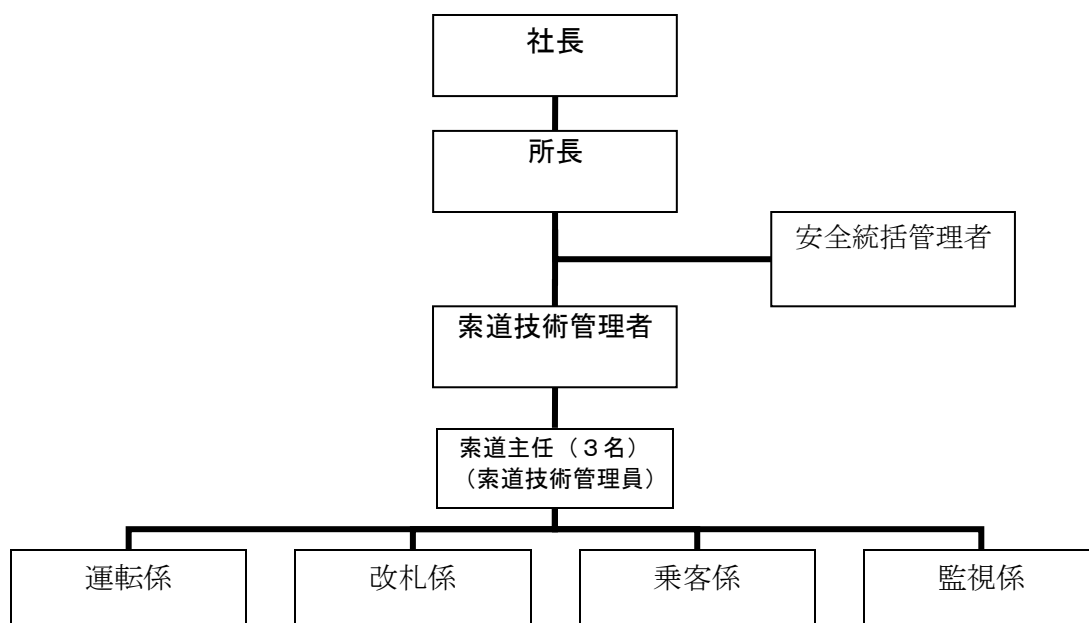 社長
所長
安全統括管理者
索道技術管理者
索道主任（３名）
（索道技術管理員）
運転係
改札係
乗客係
監視係